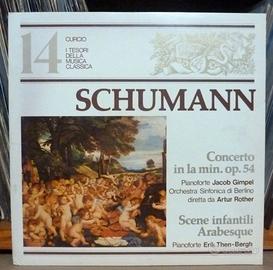 14
CURCIO
I TESORI
DELLA MUSICA
CLASSICA
SCHUMANN
Concerto
in la min. op. 54
Pianoforte Jacob Gimpel
Orchestra Sinfonica di Berlino
diretta da Artur Rother
Scene infantili
Arabesque
Pianoforte Erik Then-Bergh